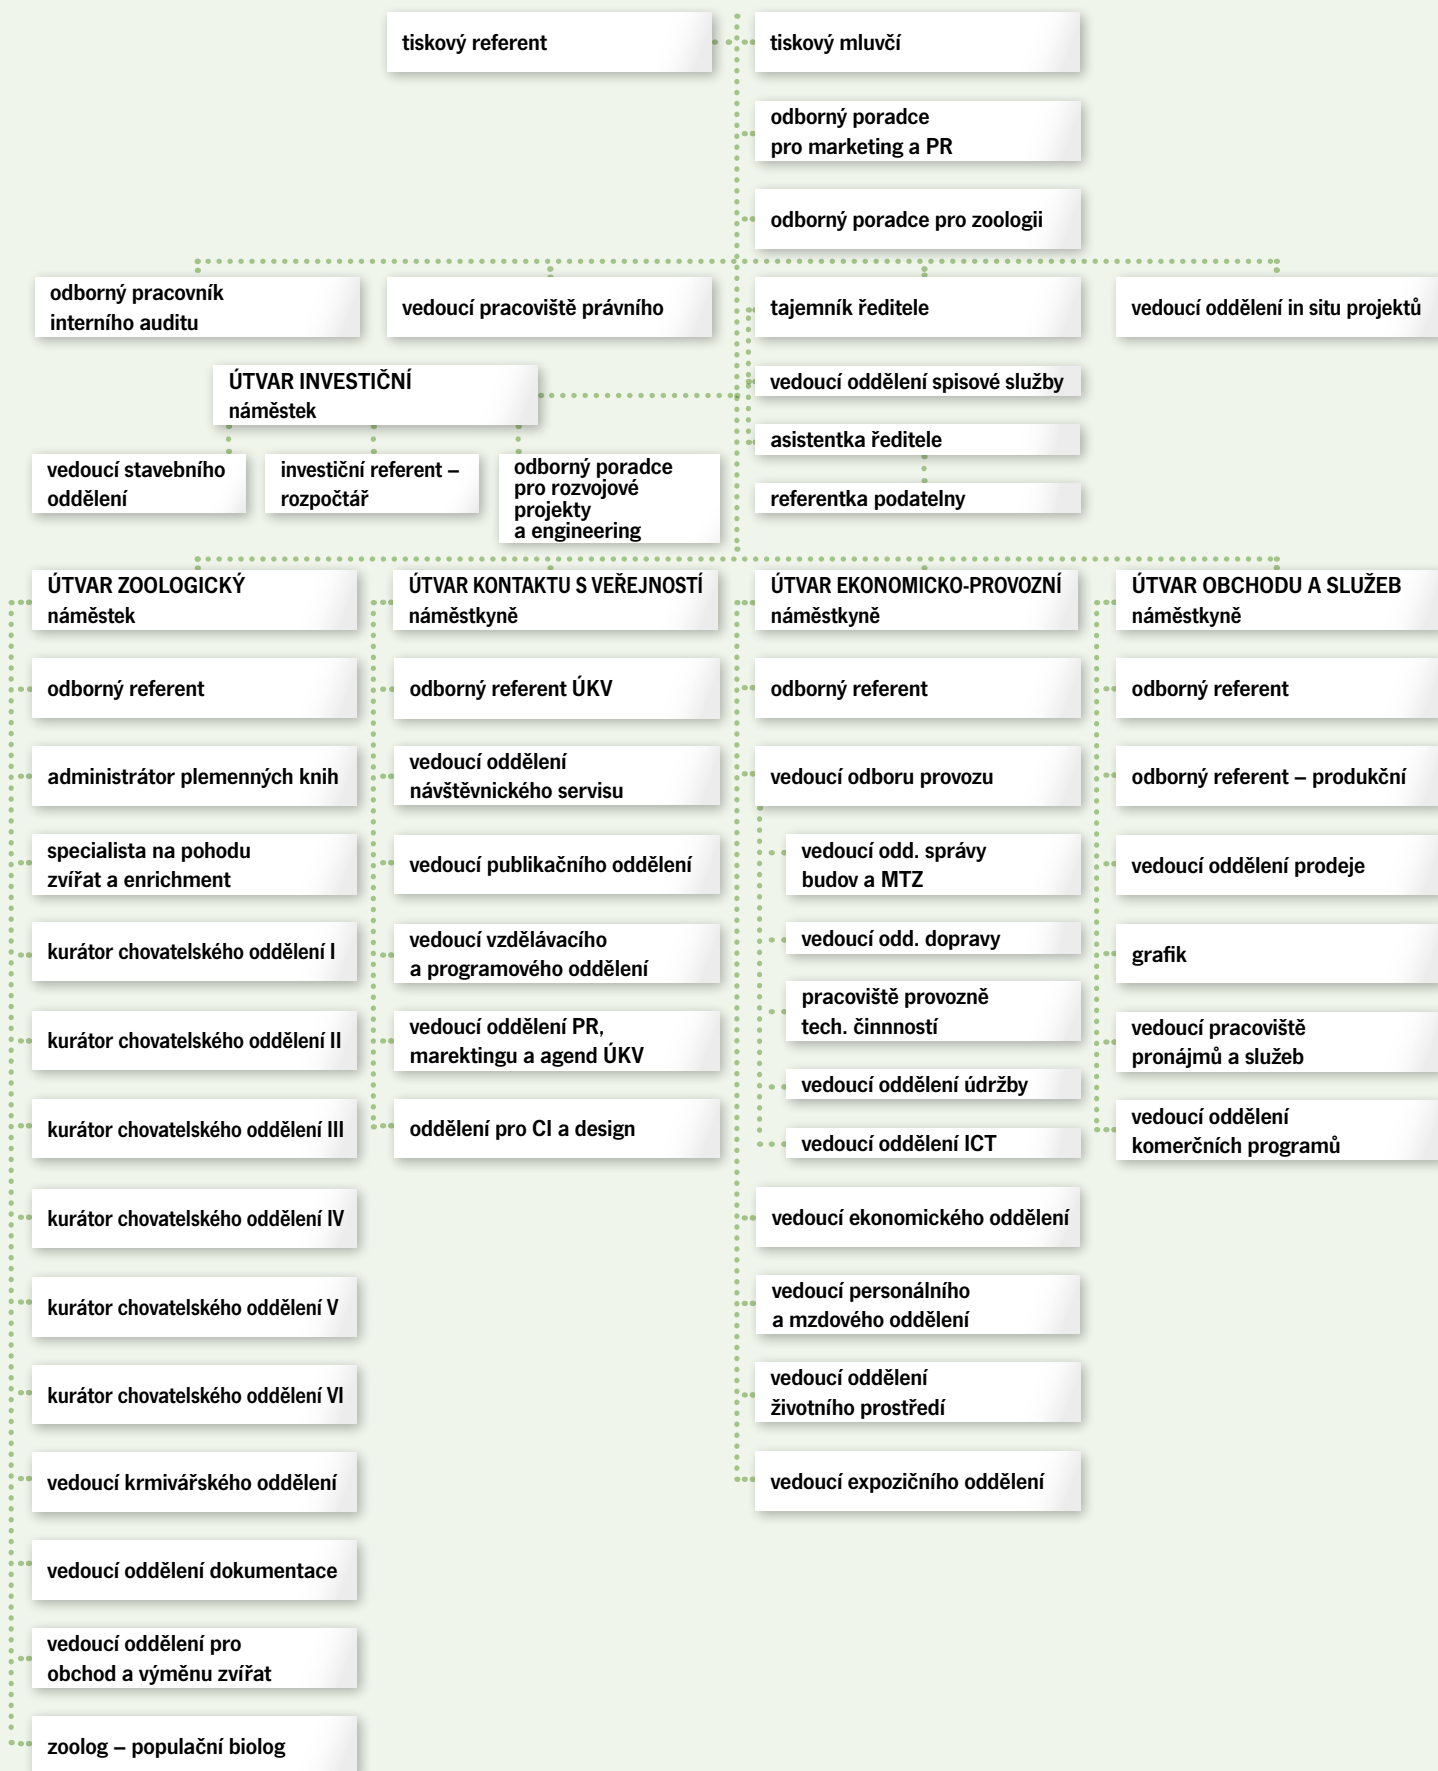 tiskový referent
tiskový mluvčí
odborný poradce
pro marketing a PR
odborný poradce pro zoologii
odborný pracovník
interního auditu
vedoucí pracoviště právního
tajemník ředitele
vedoucí oddělení in situ projektů
ÚTVAR INVESTIČNÍ
náměstek
vedoucí oddělení spisové služby
asistentka ředitele
referentka podatelny
vedoucí stavebního
oddělení
investiční referent –
rozpočtář
odborný poradce
pro rozvojové
projekty
a engineering
ÚTVAR ZOOLOGICKÝ
náměstek
odborný referent
administrátor plemenných knih
specialista na pohodu
zvířat a enrichment
kurátor chovatelského oddělení I
kurátor chovatelského oddělení II
kurátor chovatelského oddělení III
kurátor chovatelského oddělení IV
kurátor chovatelského oddělení V
kurátor chovatelského oddělení VI
vedoucí krmivářského oddělení
vedoucí oddělení dokumentace
vedoucí oddělení pro
obchod a výměnu zvířat
zoolog – populační biolog
ÚTVAR KONTAKTU S VEŘEJNOSTÍ
náměstkyně
odborný referent ÚKV
vedoucí oddělení
návštěvnického servisu
vedoucí publikačního oddělení
vedoucí vzdělávacího
a programového oddělení
vedoucí oddělení PR,
marektingu a agend ÚKV
oddělení pro CI a design
ÚTVAR EKONOMICKO-PROVOZNÍ
náměstkyně
odborný referent
vedoucí odboru provozu
vedoucí odd. správy
budov a MTZ
vedoucí odd. dopravy
pracoviště provozně
tech. činnností
vedoucí oddělení údržby
vedoucí oddělení ICT
vedoucí ekonomického oddělení
vedoucí personálního
a mzdového oddělení
vedoucí oddělení
životního prostředí
vedoucí expozičního oddělení
ÚTVAR OBCHODU A SLUŽEB
náměstkyně
odborný referent
odborný referent – produkční
vedoucí oddělení prodeje
grafik
vedoucí pracoviště
pronájmů a služeb
vedoucí oddělení
komerčních programů